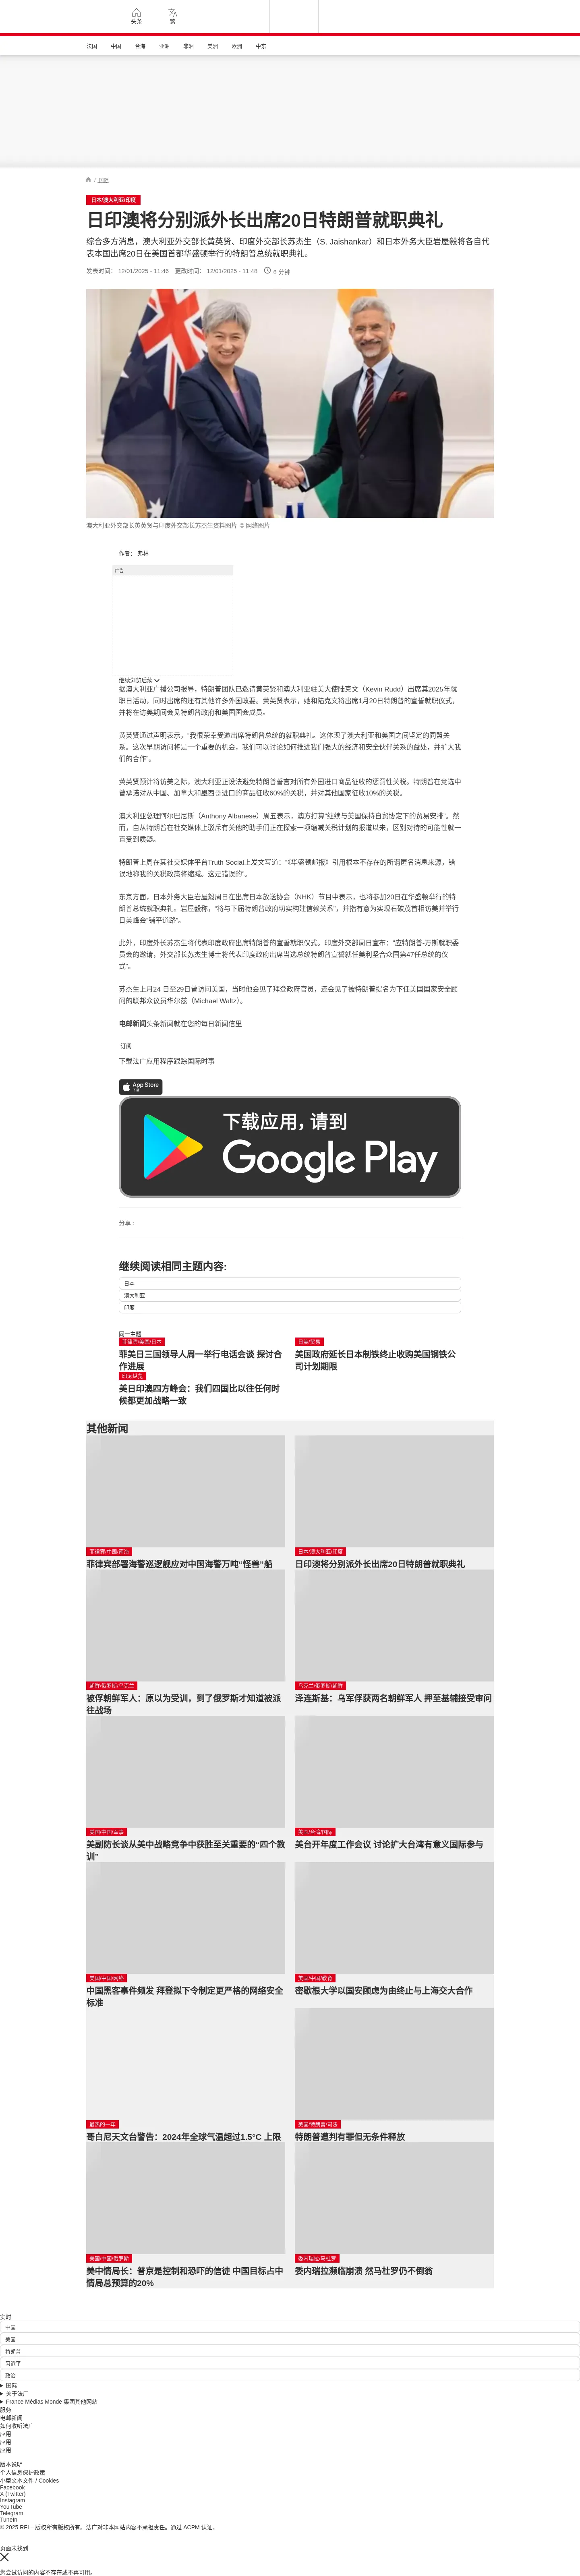 头条
繁
法国
中国
台海
亚洲
非洲
美洲
欧洲
中东
/ 国际
日本/澳大利亚/印度
日印澳将分别派外长出席20日特朗普就职典礼
综合多方消息，澳大利亚外交部长黄英贤、印度外交部长苏杰生（S. Jaishankar）和日本外务大臣岩屋毅将各自代
表本国出席20日在美国首都华盛顿举行的特朗普总统就职典礼。
发表时间： 12/01/2025 - 11:46 更改时间： 12/01/2025 - 11:48 6 分钟
澳大利亚外交部长黄英贤与印度外交部长苏杰生资料图片 © 网络图片
作者： 弗林
广告
继续浏览后续
据澳大利亚广播公司报导，特朗普团队已邀请黄英贤和澳大利亚驻美大使陆克文（Kevin Rudd）出席其2025年就
职日活动，同时出席的还有其他许多外国政要。黄英贤表示，她和陆克文将出席1月20日特朗普的宣誓就职仪式，
并将在访美期间会见特朗普政府和美国国会成员。
黄英贤通过声明表示，“我很荣幸受邀出席特朗普总统的就职典礼。这体现了澳大利亚和美国之间坚定的同盟关
系。这次早期访问将是一个重要的机会，我们可以讨论如何推进我们强大的经济和安全伙伴关系的益处，并扩大我
们的合作”。
黄英贤预计将访美之际，澳大利亚正设法避免特朗普誓言对所有外国进口商品征收的惩罚性关税。特朗普在竞选中
曾承诺对从中国、加拿大和墨西哥进口的商品征收60%的关税，并对其他国家征收10%的关税。
澳大利亚总理阿尔巴尼斯（Anthony Albanese）周五表示，澳方打算“继续与美国保持自贸协定下的贸易安排”。然
而，自从特朗普在社交媒体上驳斥有关他的助手们正在探索一项缩减关税计划的报道以来，区别对待的可能性就一
直受到质疑。
特朗普上周在其社交媒体平台Truth Social上发文写道：“《华盛顿邮报》引用根本不存在的所谓匿名消息来源，错
误地称我的关税政策将缩减。这是错误的”。
东京方面，日本外务大臣岩屋毅周日在出席日本放送协会（NHK）节目中表示，也将参加20日在华盛顿举行的特
朗普总统就职典礼。岩屋毅称，“将与下届特朗普政府切实构建信赖关系”，并指有意为实现石破茂首相访美并举行
日美峰会“铺平道路”。
此外，印度外长苏杰生将代表印度政府出席特朗普的宣誓就职仪式。印度外交部周日宣布：“应特朗普-万斯就职委
员会的邀请，外交部长苏杰生博士将代表印度政府出席当选总统特朗普宣誓就任美利坚合众国第47任总统的仪
式”。
苏杰生上月24 日至29日曾访问美国，当时他会见了拜登政府官员，还会见了被特朗普提名为下任美国国家安全顾
问的联邦众议员华尔兹（Michael Waltz）。
电邮新闻头条新闻就在您的每日新闻信里
订阅
下载法广应用程序跟踪国际时事
App Store
下载
下载应用，请到
Google Play
分享 :
继续阅读相同主题内容:
日本
澳大利亚
印度
同一主题
菲律宾/美国/日本
菲美日三国领导人周一举行电话会谈 探讨合
作进展
日美/贸易
美国政府延长日本制铁终止收购美国钢铁公
司计划期限
印太纵览
美日印澳四方峰会：我们四国比以往任何时
候都更加战略一致
其他新闻
菲律宾/中国/南海
菲律宾部署海警巡逻舰应对中国海警万吨“怪兽”船
日本/澳大利亚/印度
日印澳将分别派外长出席20日特朗普就职典礼
朝鲜/俄罗斯/乌克兰
被俘朝鲜军人：原以为受训，到了俄罗斯才知道被派
往战场
乌克兰/俄罗斯/朝鲜
泽连斯基：乌军俘获两名朝鲜军人 押至基辅接受审问
美国/中国/军事
美副防长谈从美中战略竞争中获胜至关重要的“四个教
训”
美国/台湾/国际
美台开年度工作会议 讨论扩大台湾有意义国际参与
美国/中国/网络
中国黑客事件频发 拜登拟下令制定更严格的网络安全
标准
美国/中国/教育
密歇根大学以国安顾虑为由终止与上海交大合作
最热的一年
哥白尼天文台警告：2024年全球气温超过1.5°C 上限
美国/特朗普/司法
特朗普遭判有罪但无条件释放
美国/中国/俄罗斯
美中情局长：普京是控制和恐吓的信徒 中国目标占中
情局总预算的20%
委内瑞拉/马杜罗
委内瑞拉濒临崩溃 然马杜罗仍不倒翁
实时
中国
美国
特朗普
习近平
政治
国际
关于法广
France Médias Monde 集团其他网站
服务
电邮新闻
如何收听法广
应用
应用
应用
版本说明
个人信息保护政策
小型文本文件 / Cookies
Facebook
X (Twitter)
Instagram
YouTube
Telegram
TuneIn
© 2025 RFI – 版权所有版权所有。法广对非本网站内容不承担责任。通过 ACPM 认证。
页面未找到
您尝试访问的内容不存在或不再可用。